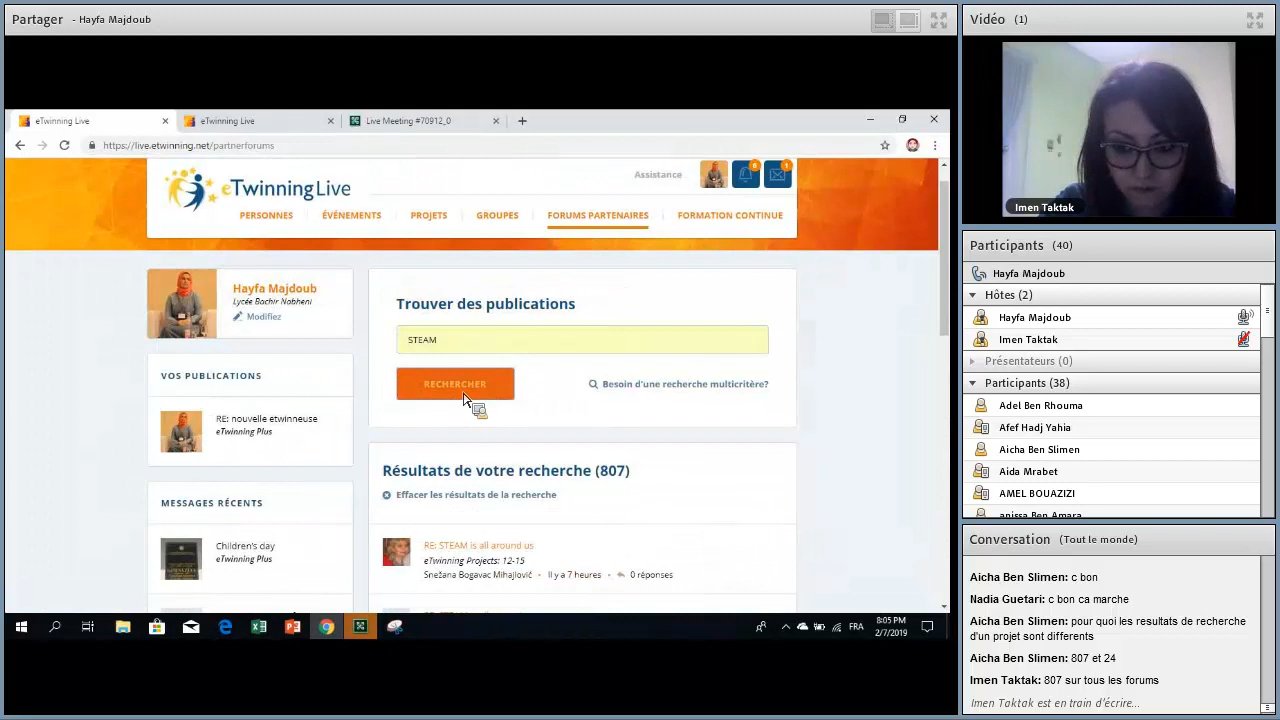 Partager - Hayfa Majdoub
eTwinning Live
eTwinning Live
Live Meeting #70912_0
https://live.etwinning.net/partnerforums
eTwinningLive
Assistance
6
1
PERSONNES
ÉVÉNEMENTS
PROJETS
GROUPES
FORUMS PARTENAIRES
FORMATION CONTINUE
Hayfa Majdoub
Lycée Bachir Nabheni
Modifiez
VOS PUBLICATIONS
RE: nouvelle etwinneuse
eTwinning Plus
MESSAGES RÉCENTS
Children's day
eTwinning Plus
Trouver des publications
STEAM
RECHERCHER
Besoin d'une recherche multicritère?
Résultats de votre recherche (807)
Effacer les résultats de la recherche
RE: STEAM is all around us
eTwinning Projects: 12-15
Snežana Bogavac Mihajlović • Il y a 7 heures • 0 réponses
FRA
8:05 PM
2/7/2019
Vidéo (1)
Imen Taktak
Participants (40)
Hayfa Majdoub
Hôtes (2)
Hayfa Majdoub
Imen Taktak
Présentateurs (0)
Participants (38)
Adel Ben Rhouma
Afef Hadj Yahia
Aicha Ben Slimen
Aida Mrabet
AMEL BOUAZIZI
anissa Ben Amara
Conversation (Tout le monde)
Aicha Ben Slimen: c bon
Nadia Guetari: c bon ca marche
Aicha Ben Slimen: pour quoi les resultats de recherche
d'un projet sont differents
Aicha Ben Slimen: 807 et 24
Imen Taktak: 807 sur tous les forums
Imen Taktak est en train d'écrire...